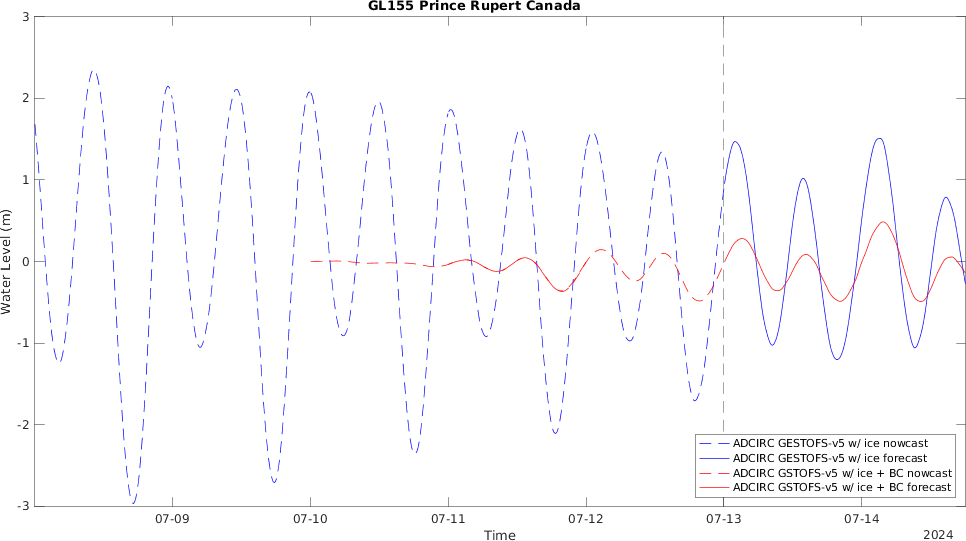 GL155 Prince Rupert Canada
3
2
1
0
-1
-2
-3
Water Level (m)
ADCIRC GESTOFS-v5 w/ ice nowcast
ADCIRC GESTOFS-v5 w/ ice forecast
ADCIRC GSTOFS-v5 w/ ice + BC nowcast
ADCIRC GSTOFS-v5 w/ ice + BC forecast
07-09 07-10 07-11 07-12 07-13 07-14
Time
2024